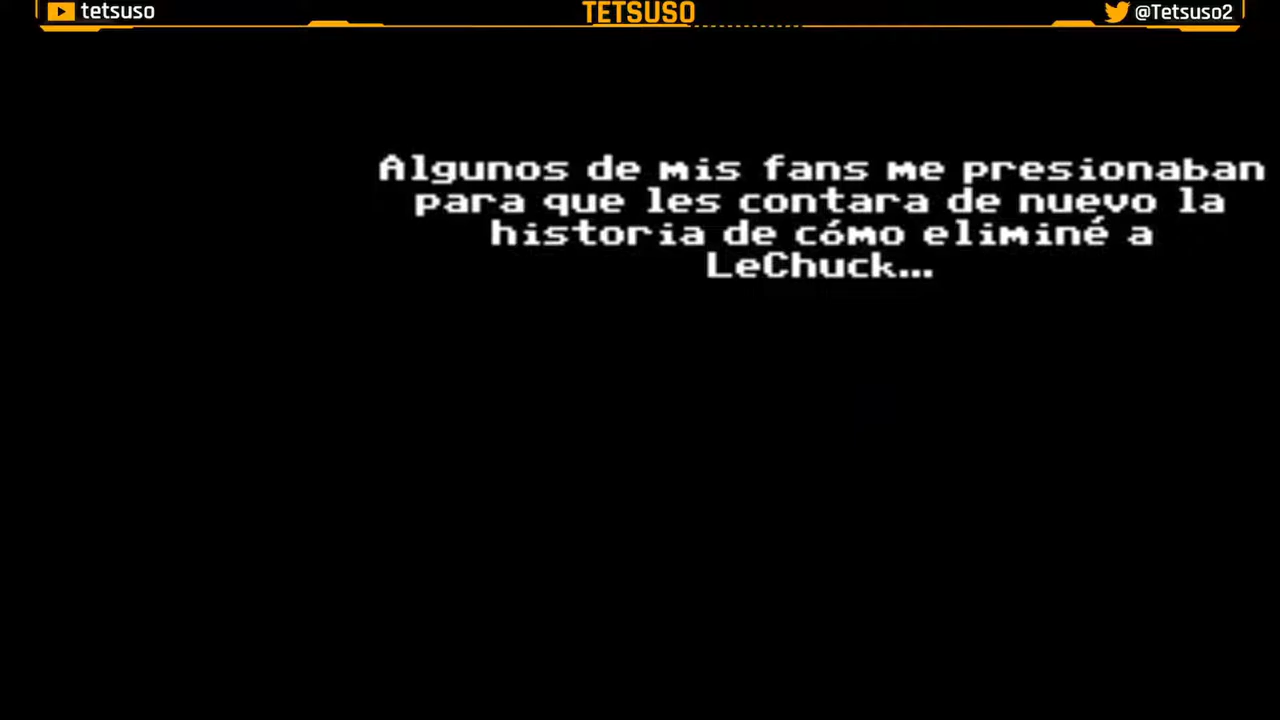 tetsuso
TETSUSO
@Tetsuso2
Algunos de mis fans me presionaban
para que les contara de nuevo la
historia de cómo eliminé a
LeChuck...